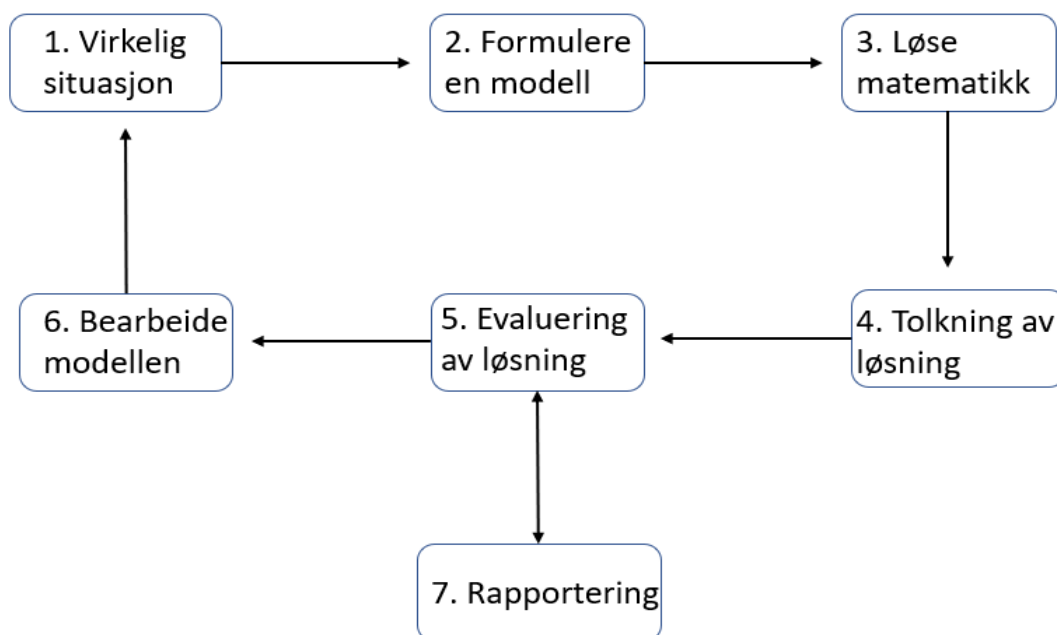 1. Virkelig
situasjon
2. Formulere
en modell
3. Løse
matematikk
4. Tolkning av
løsning
5. Evaluering
av løsning
6. Bearbeide
modellen
7. Rapportering